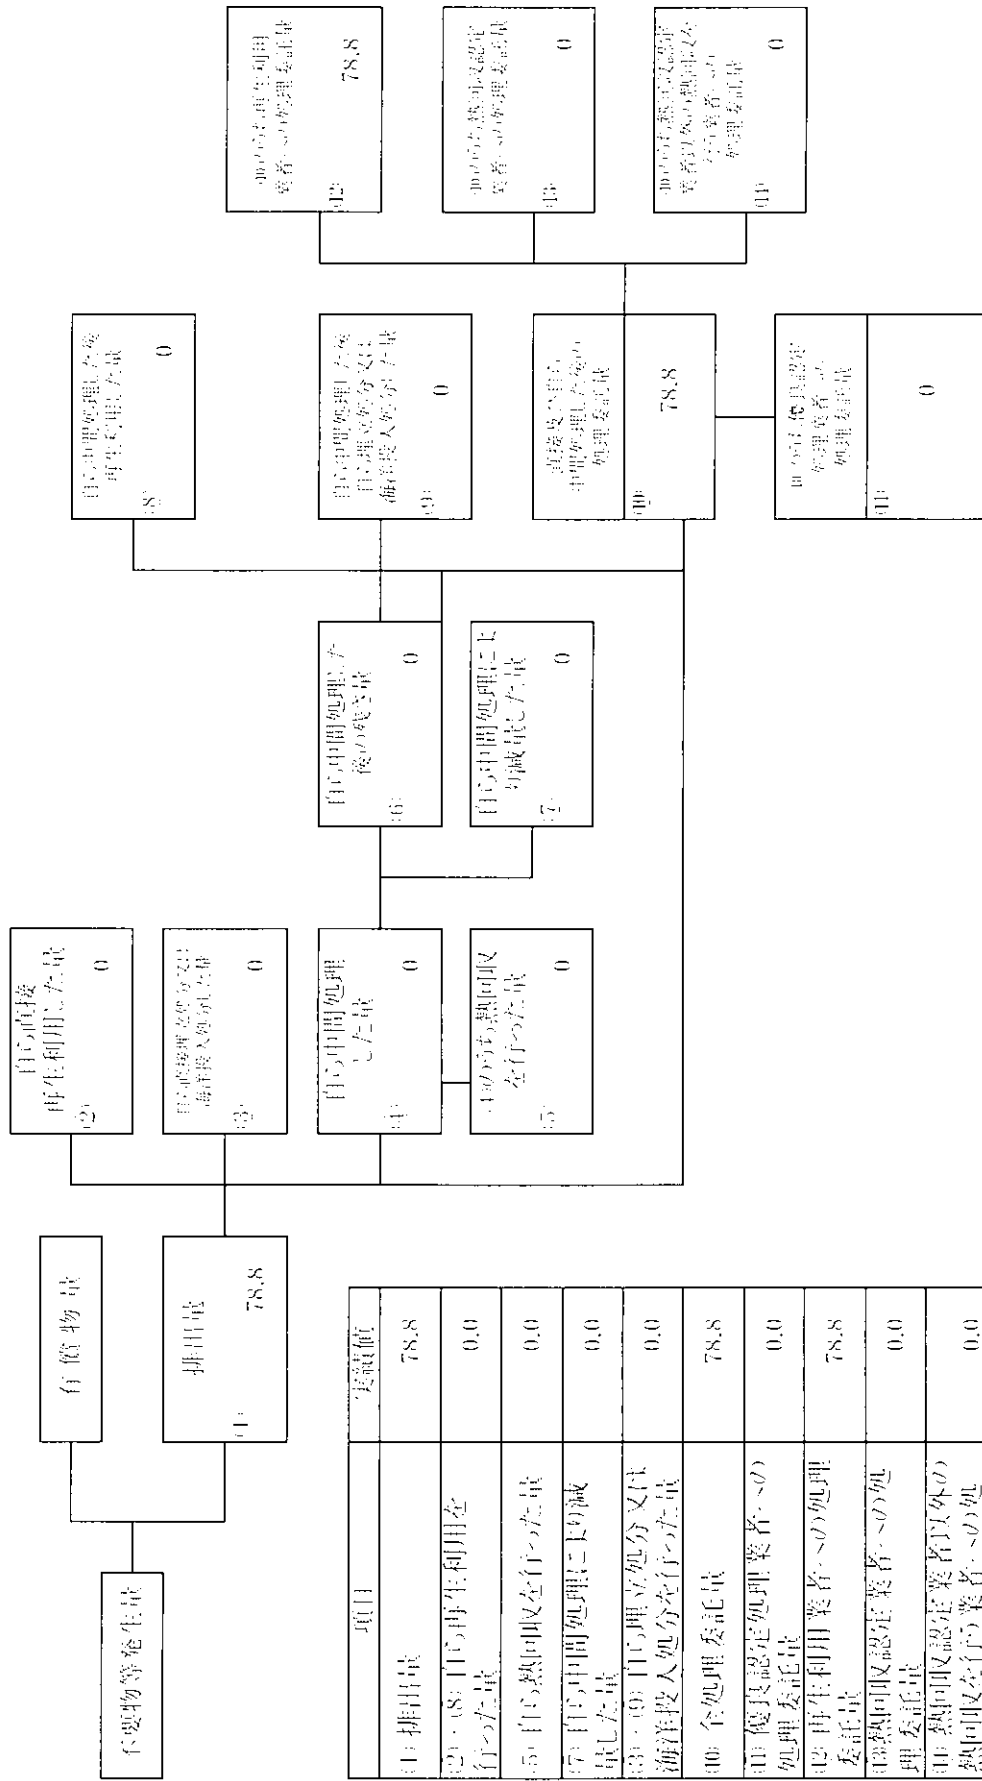 不要物等発生量
有償物量
排出量
(1)
78.8
自ら直接
再生利用した量
(2)
0
自ら直接埋立処分又は
海洋投入処分した量
(3)
0
自ら中間処理
した量
(4)
0
(4)のうち熱回収
を行った量
(5)
0
自ら中間処理した
後の残さ量
(6)
0
自ら中間処理によ
り減量した量
(7)
0
自ら中間処理した後
再生利用した量
(8)
0
自ら中間処理した後
自ら埋立処分又は
海洋投入処分した量
(9)
0
直接及び自ら
中間処理した後の
処理委託量
(10)
78.8
処理業者への
処理委託量
(11)
0
(10)のうち再生利用
業者への処理委託量
(12)
78.8
(10)のうち熱回収認定
業者への処理委託量
(13)
0
(10)のうち熱回収認定
業者以外の熱回収を
行う業者への
処理委託量
(14)
0
項目 実績値
(1) 排出量 78.8
(2)+(8) 自ら再生利用を
行った量 0.0
(5) 自ら熱回収を行った量 0.0
(7) 自ら中間処理により減
量した量 0.0
(3)+(9) 自ら埋立処分又は
海洋投入処分を行った量 0.0
(10) 全処理委託量 78.8
(11) 優良認定処理業者への
処理委託量 0.0
(12) 再生利用業者への処理
委託量 78.8
(13)熱回収認定業者への処
理委託量 0.0
(14) 熱回収認定業者以外の
熱回収を行う業者への処 0.0